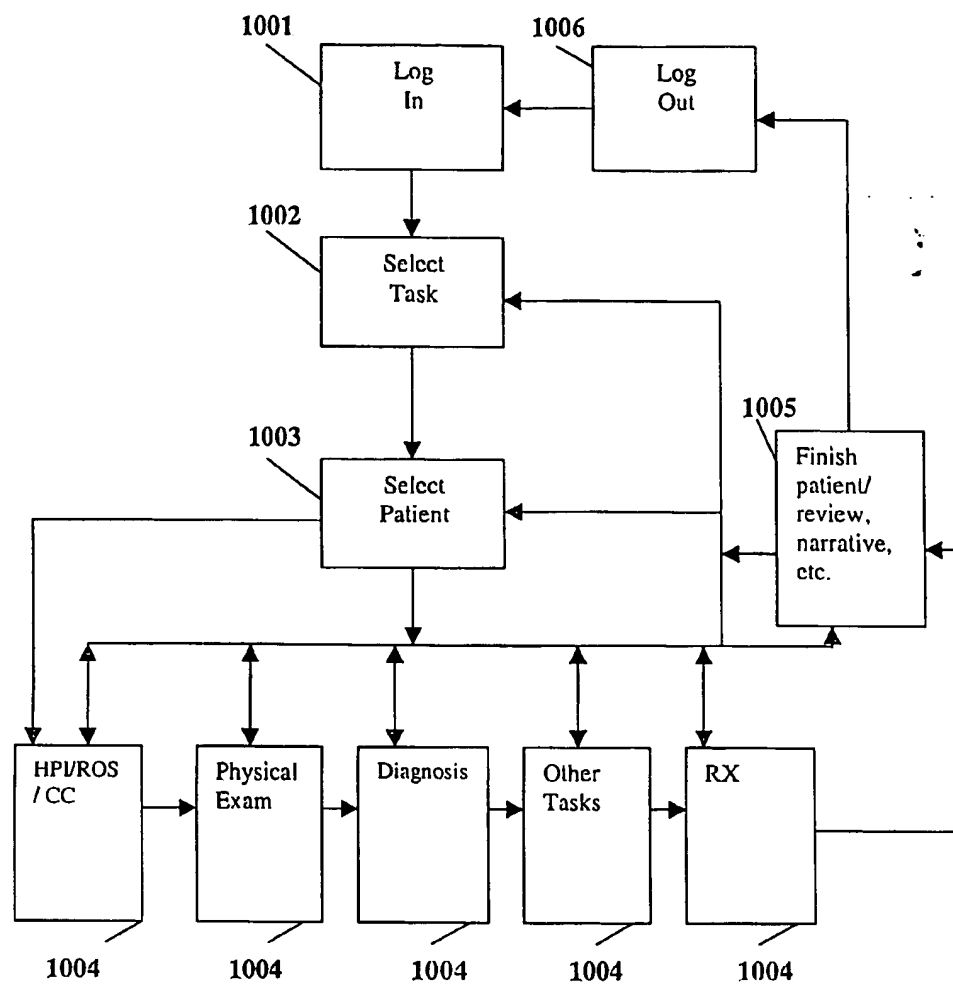 1001
Log
In
1006
Log
Out
1002
Select
Task
1003
Select
Patient
1005
Finish
patient/
review,
narrative,
etc.
HPI/ROS
/ CC
Physical
Exam
Diagnosis
Other
Tasks
RX
1004
1004
1004
1004
1004